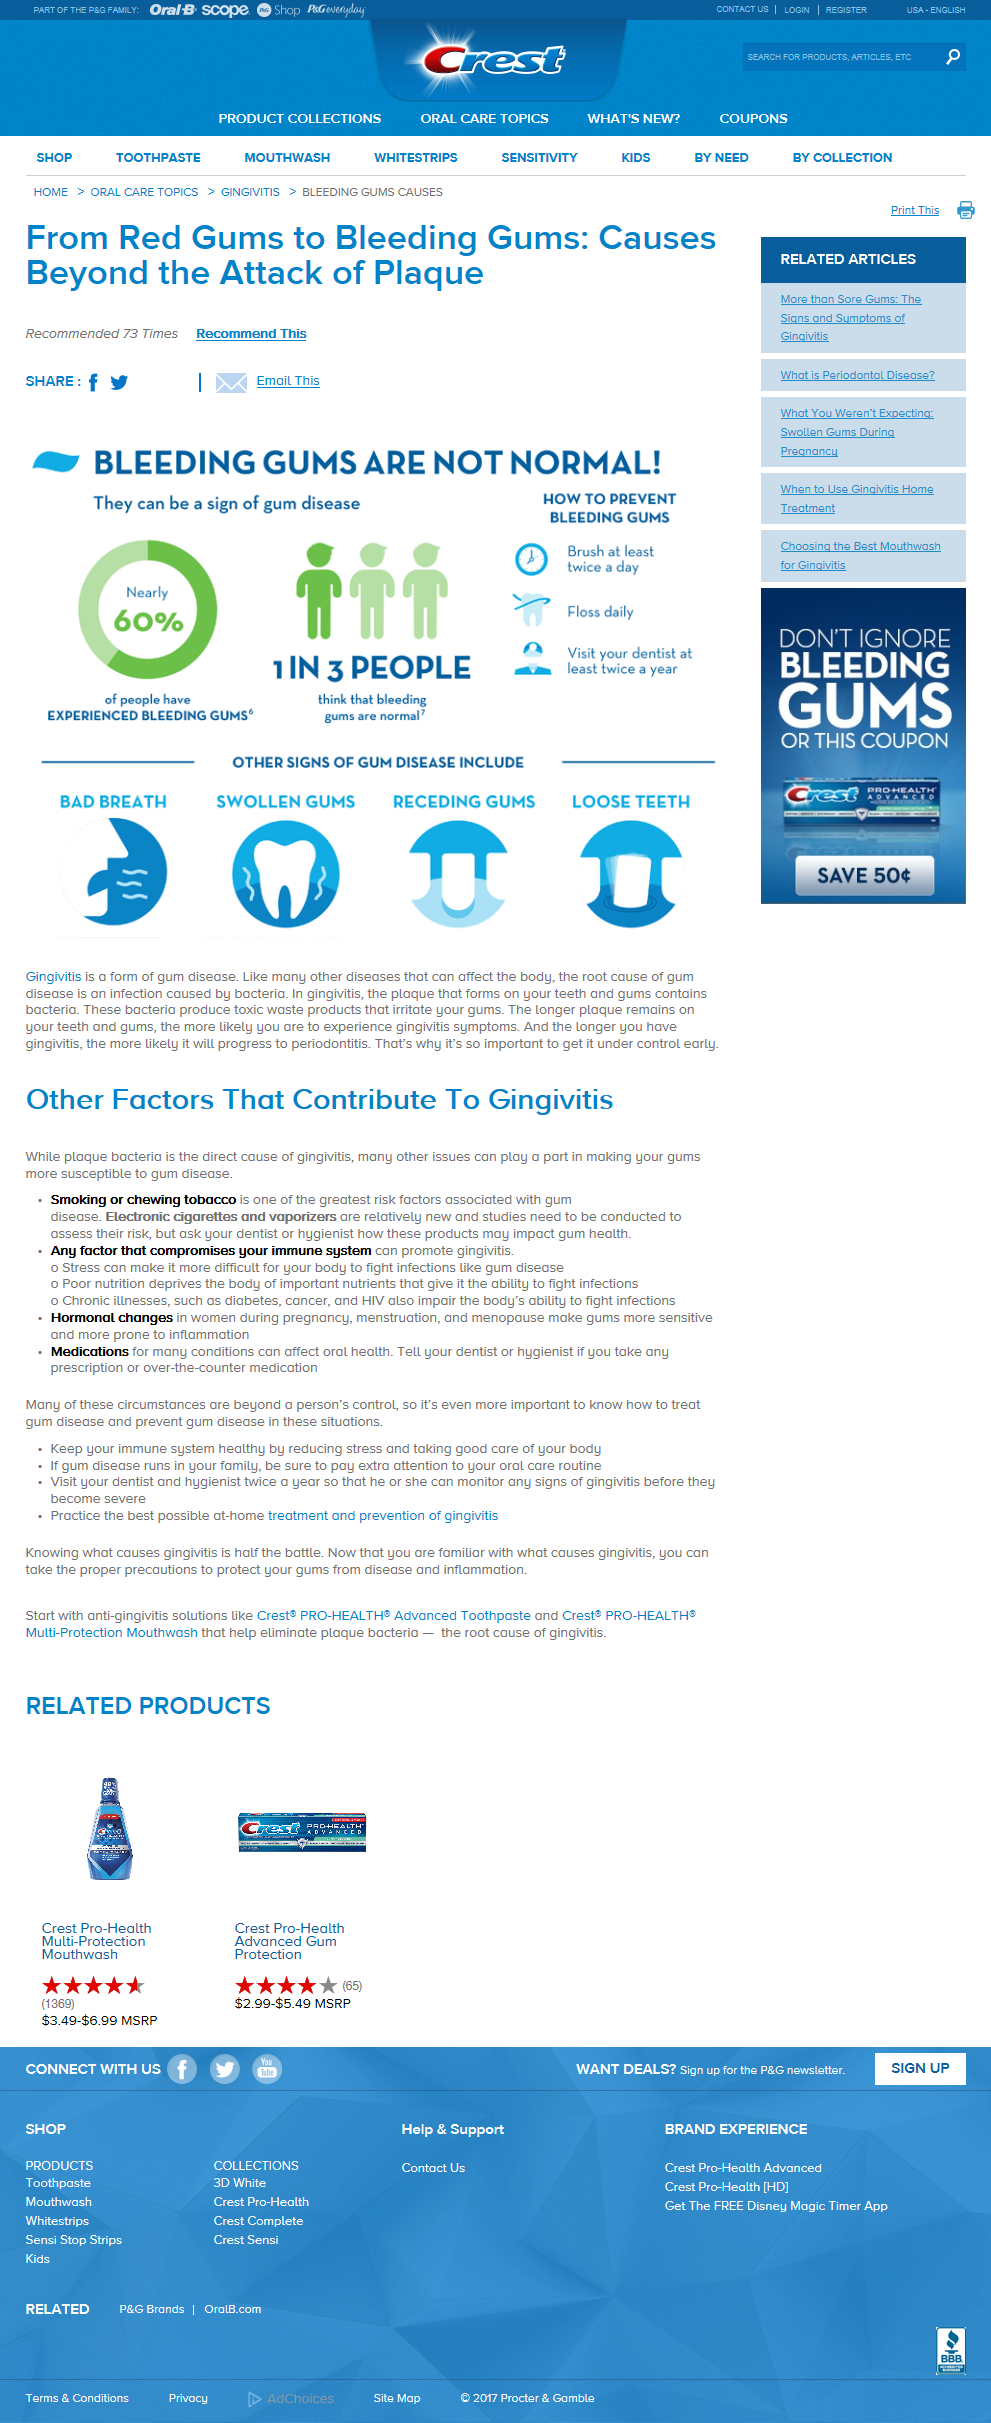 PART OF THE P&G FAMILY: Oral-B scope P&G Shop P&G everyday
CONTACT US | LOGIN | REGISTER USA - ENGLISH
Crest
SEARCH FOR PRODUCTS, ARTICLES, ETC
PRODUCT COLLECTIONS ORAL CARE TOPICS WHAT'S NEW? COUPONS
SHOP TOOTHPASTE MOUTHWASH WHITESTRIPS SENSITIVITY KIDS BY NEED BY COLLECTION
HOME > ORAL CARE TOPICS > GINGIVITIS > BLEEDING GUMS CAUSES
Print This
From Red Gums to Bleeding Gums: Causes
Beyond the Attack of Plaque
Recommended 73 Times Recommend This
SHARE : | Email This
RELATED ARTICLES
More than Sore Gums: The
Signs and Symptoms of
Gingivitis
What is Periodontal Disease?
What You Weren't Expecting:
Swollen Gums During
Pregnancy
When to Use Gingivitis Home
Treatment
Choosing the Best Mouthwash
for Gingivitis
DON'T IGNORE
BLEEDING
GUMS
OR THIS COUPON
Crest PRO-HEALTH
ADVANCED
SAVE 50¢
BLEEDING GUMS ARE NOT NORMAL!
They can be a sign of gum disease
HOW TO PREVENT
BLEEDING GUMS
Nearly
60%
of people have
EXPERIENCED BLEEDING GUMS⁶
1 IN 3 PEOPLE
think that bleeding
gums are normal⁷
Brush at least
twice a day
Floss daily
Visit your dentist at
least twice a year
OTHER SIGNS OF GUM DISEASE INCLUDE
BAD BREATH SWOLLEN GUMS RECEDING GUMS LOOSE TEETH
Gingivitis is a form of gum disease. Like many other diseases that can affect the body, the root cause of gum
disease is an infection caused by bacteria. In gingivitis, the plaque that forms on your teeth and gums contains
bacteria. These bacteria produce toxic waste products that irritate your gums. The longer plaque remains on
your teeth and gums, the more likely you are to experience gingivitis symptoms. And the longer you have
gingivitis, the more likely it will progress to periodontitis. That's why it's so important to get it under control early.
Other Factors That Contribute To Gingivitis
While plaque bacteria is the direct cause of gingivitis, many other issues can play a part in making your gums
more susceptible to gum disease.
• Smoking or chewing tobacco is one of the greatest risk factors associated with gum
disease. Electronic cigarettes and vaporizers are relatively new and studies need to be conducted to
assess their risk, but ask your dentist or hygienist how these products may impact gum health.
• Any factor that compromises your immune system can promote gingivitis.
o Stress can make it more difficult for your body to fight infections like gum disease
o Poor nutrition deprives the body of important nutrients that give it the ability to fight infections
o Chronic illnesses, such as diabetes, cancer, and HIV also impair the body's ability to fight infections
• Hormonal changes in women during pregnancy, menstruation, and menopause make gums more sensitive
and more prone to inflammation
• Medications for many conditions can affect oral health. Tell your dentist or hygienist if you take any
prescription or over-the-counter medication
Many of these circumstances are beyond a person's control, so it's even more important to know how to treat
gum disease and prevent gum disease in these situations.
• Keep your immune system healthy by reducing stress and taking good care of your body
• If gum disease runs in your family, be sure to pay extra attention to your oral care routine
• Visit your dentist and hygienist twice a year so that he or she can monitor any signs of gingivitis before they
become severe
• Practice the best possible at-home treatment and prevention of gingivitis
Knowing what causes gingivitis is half the battle. Now that you are familiar with what causes gingivitis, you can
take the proper precautions to protect your gums from disease and inflammation.
Start with anti-gingivitis solutions like Crest® PRO-HEALTH® Advanced Toothpaste and Crest® PRO-HEALTH®
Multi-Protection Mouthwash that help eliminate plaque bacteria — the root cause of gingivitis.
RELATED PRODUCTS
Crest PRO-HEALTH
ADVANCED
Crest Pro-Health
Multi-Protection
Mouthwash
(1369)
$3.49-$6.99 MSRP
Crest Pro-Health
Advanced Gum
Protection
(65)
$2.99-$5.49 MSRP
CONNECT WITH US You Tube
WANT DEALS? Sign up for the P&G newsletter. SIGN UP
SHOP
PRODUCTS
Toothpaste
Mouthwash
Whitestrips
Sensi Stop Strips
Kids
COLLECTIONS
3D White
Crest Pro-Health
Crest Complete
Crest Sensi
Help & Support
Contact Us
BRAND EXPERIENCE
Crest Pro-Health Advanced
Crest Pro-Health [HD]
Get The FREE Disney Magic Timer App
RELATED P&G Brands | OralB.com
BBB
ACCREDITED
BUSINESS
Terms & Conditions Privacy AdChoices Site Map © 2017 Procter & Gamble